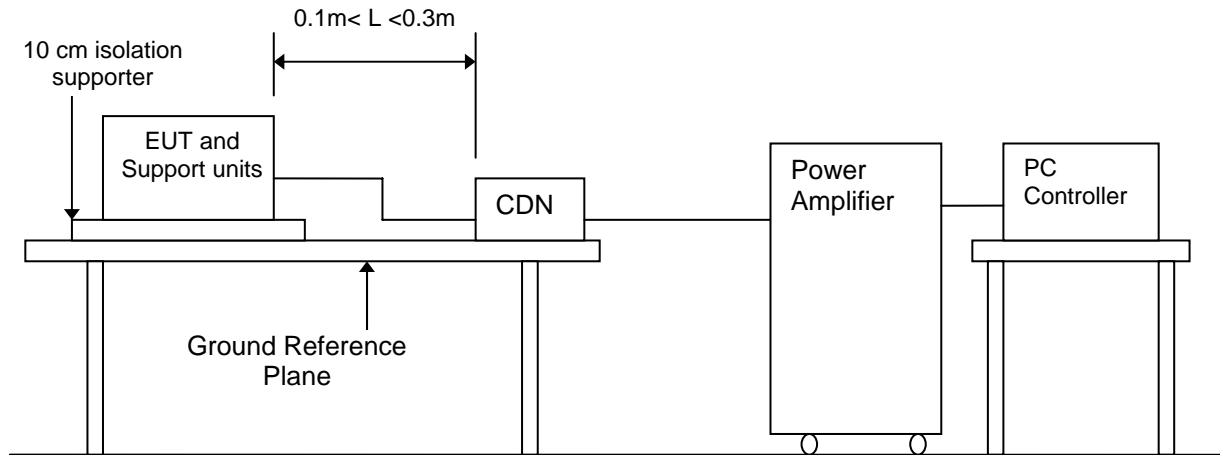 0.1m< L <0.3m
10 cm isolation
supporter
EUT and
Support units
CDN
Power
Amplifier
PC
Controller
Ground Reference
Plane